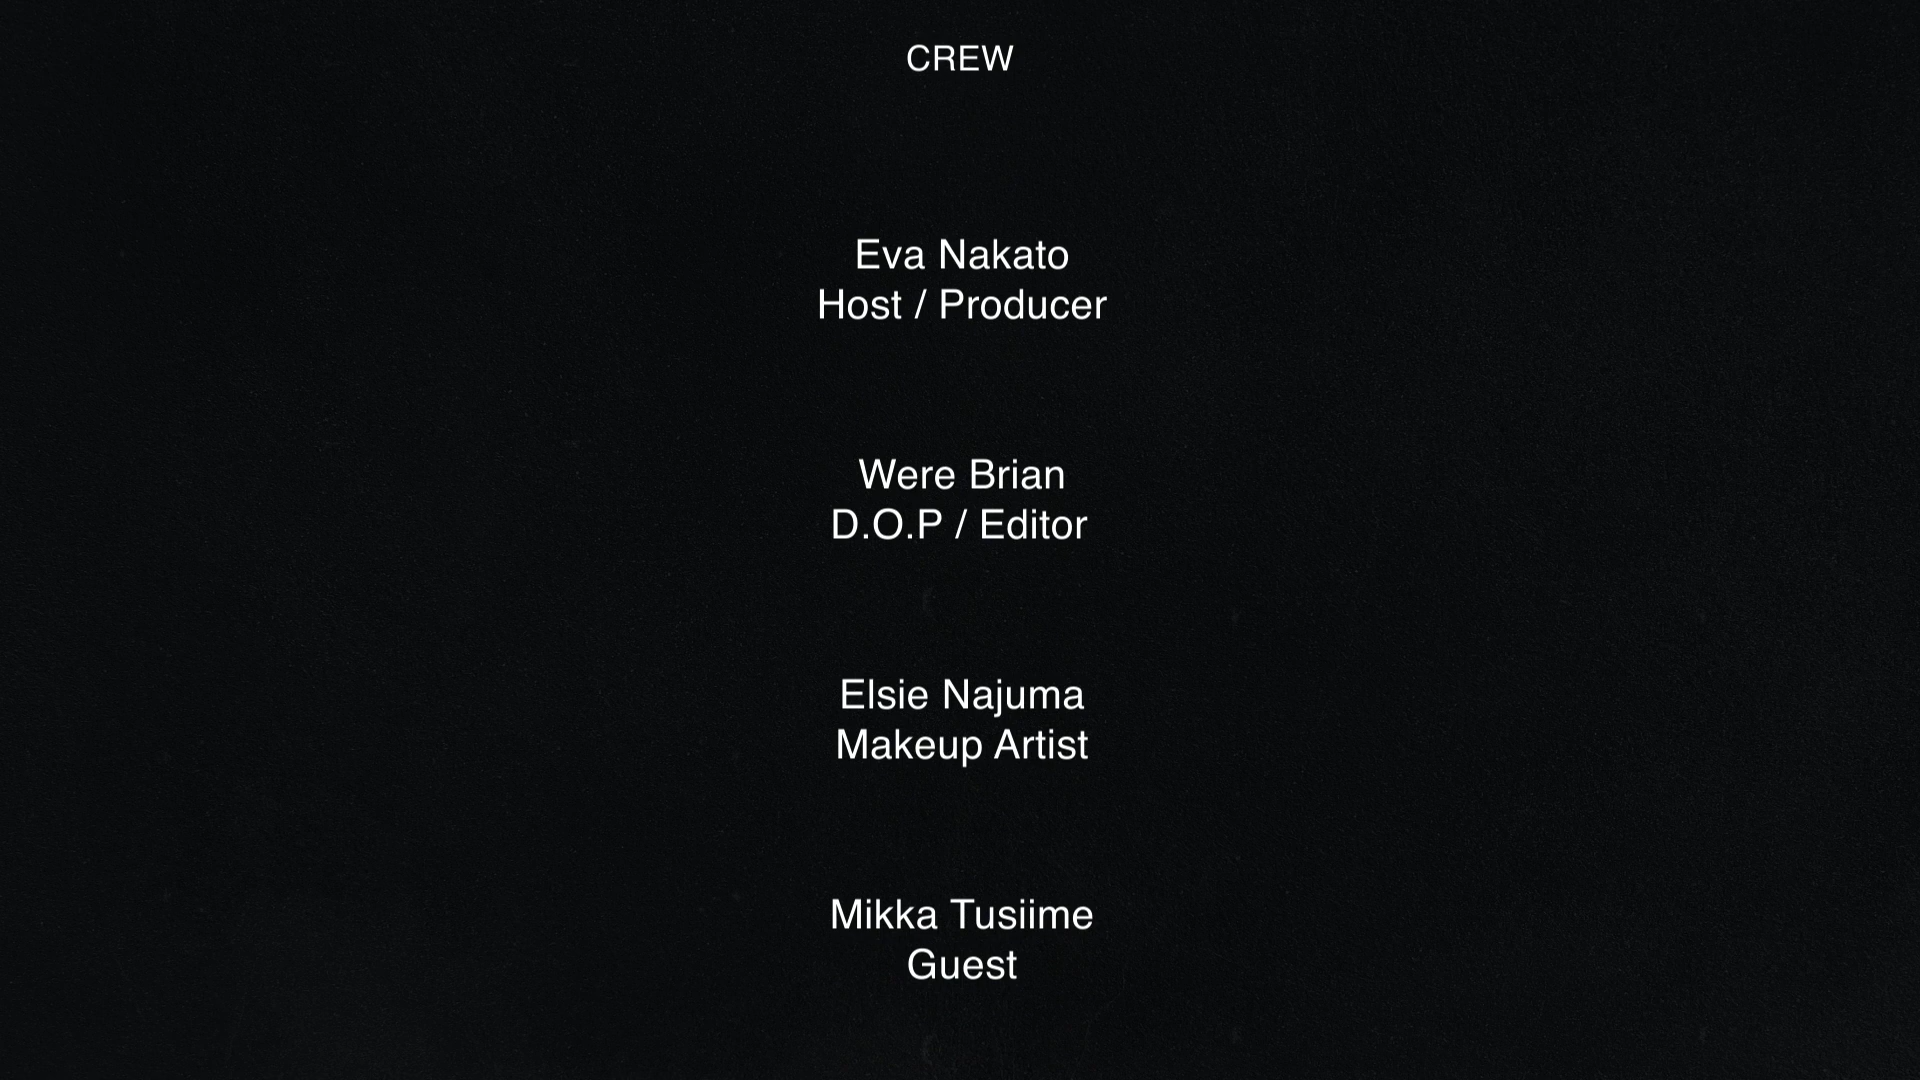 CREW
Eva Nakato
Host / Producer
Were Brian
D.O.P / Editor
Elsie Najuma
Makeup Artist
Mikka Tusiime
Guest